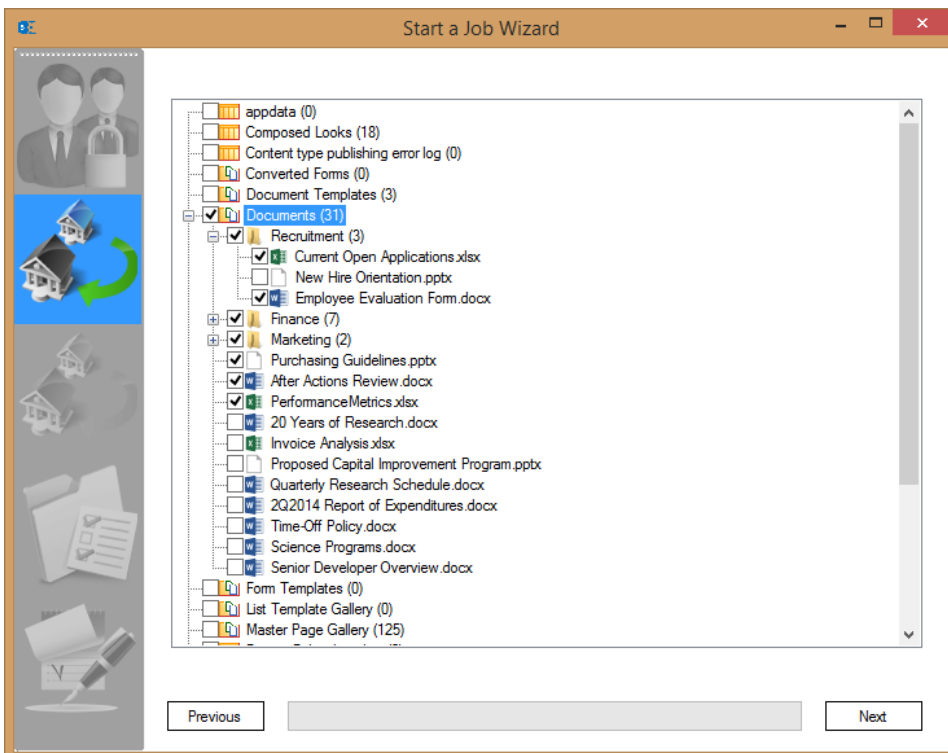 Start a Job Wizard
appdata (0)
Composed Looks (18)
Content type publishing error log (0)
Converted Forms (0)
Document Templates (3)
Documents (31)
Recruitment (3)
Current Open Applications.xlsx
New Hire Orientation.pptx
Employee Evaluation Form.docx
Finance (7)
Marketing (2)
Purchasing Guidelines.pptx
After Actions Review.docx
PerformanceMetrics.xlsx
20 Years of Research.docx
Invoice Analysis.xlsx
Proposed Capital Improvement Program.pptx
Quarterly Research Schedule.docx
2Q2014 Report of Expenditures.docx
Time-Off Policy.docx
Science Programs.docx
Senior Developer Overview.docx
Form Templates (0)
List Template Gallery (0)
Master Page Gallery (125)
Previous
Next